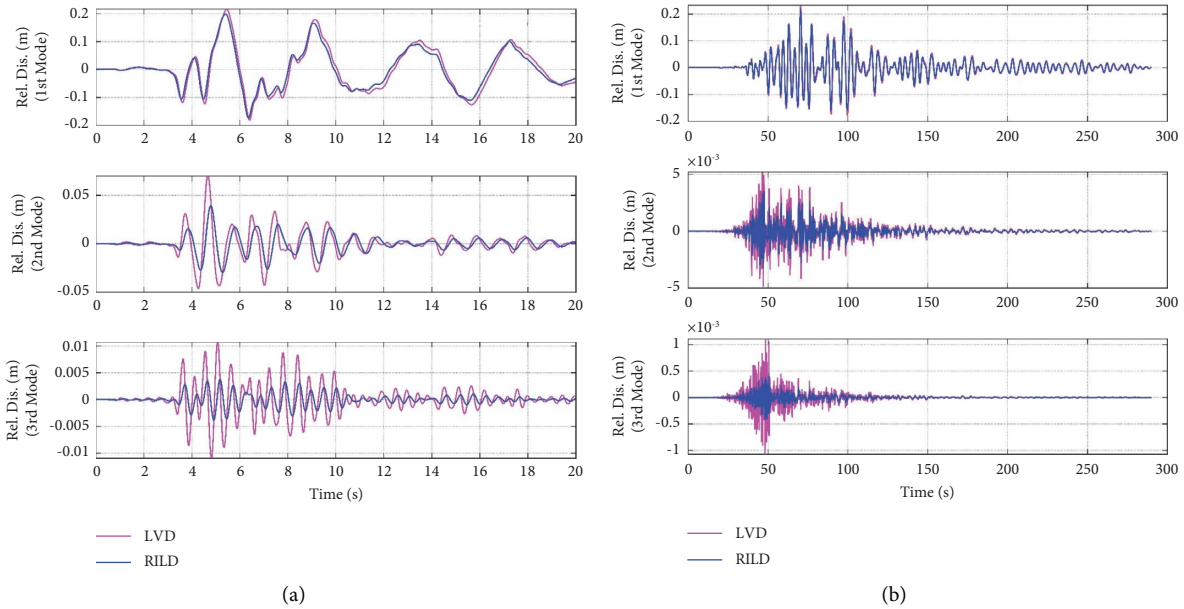 0.2
0.1
0
-0.1
-0.2
Rel. Dis. (m)
(1st Mode)
0 2 4 6 8 10 12 14 16 18 20
0.05
0
-0.05
Rel. Dis. (m)
(2nd Mode)
0 2 4 6 8 10 12 14 16 18 20
0.01
0.005
0
-0.005
-0.01
Rel. Dis. (m)
(3rd Mode)
0 2 4 6 8 10 12 14 16 18 20
Time (s)
LVD
RILD
(a)
0.2
0.1
0
-0.1
-0.2
Rel. Dis. (m)
(1st Mode)
0 50 100 150 200 250 300
×10⁻³
5
0
-5
Rel. Dis. (m)
(2nd Mode)
0 50 100 150 200 250 300
×10⁻³
1
0.5
0
-0.5
-1
Rel. Dis. (m)
(3rd Mode)
0 50 100 150 200 250 300
Time (s)
LVD
RILD
(b)